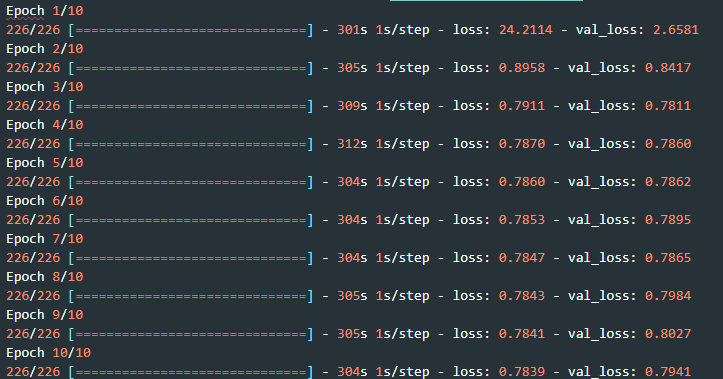 Epoch 1/10
226/226 [==============================] - 301s 1s/step - loss: 24.2114 - val_loss: 2.6581
Epoch 2/10
226/226 [==============================] - 305s 1s/step - loss: 0.8958 - val_loss: 0.8417
Epoch 3/10
226/226 [==============================] - 309s 1s/step - loss: 0.7911 - val_loss: 0.7811
Epoch 4/10
226/226 [==============================] - 312s 1s/step - loss: 0.7870 - val_loss: 0.7860
Epoch 5/10
226/226 [==============================] - 304s 1s/step - loss: 0.7860 - val_loss: 0.7862
Epoch 6/10
226/226 [==============================] - 304s 1s/step - loss: 0.7853 - val_loss: 0.7895
Epoch 7/10
226/226 [==============================] - 304s 1s/step - loss: 0.7847 - val_loss: 0.7865
Epoch 8/10
226/226 [==============================] - 305s 1s/step - loss: 0.7843 - val_loss: 0.7984
Epoch 9/10
226/226 [==============================] - 305s 1s/step - loss: 0.7841 - val_loss: 0.8027
Epoch 10/10
226/226 [==============================] - 304s 1s/step - loss: 0.7839 - val_loss: 0.7941